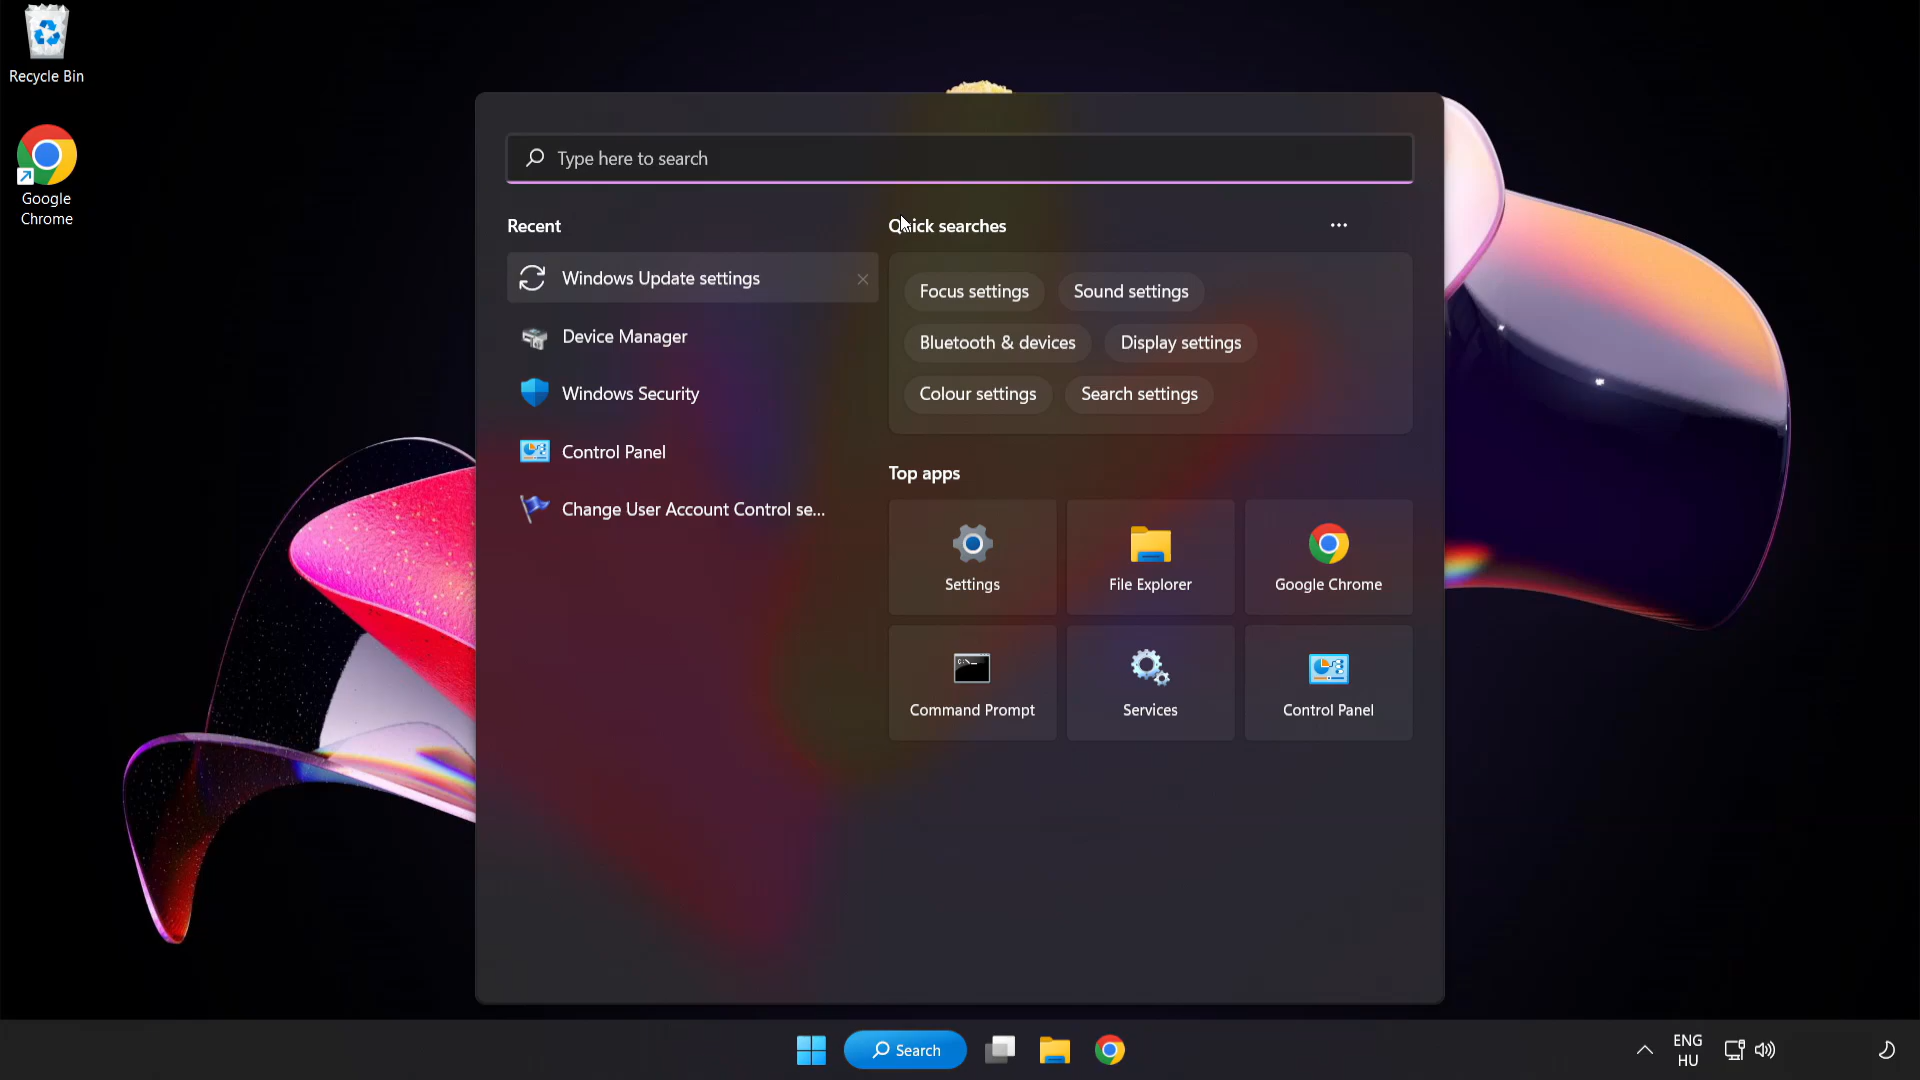 Recycle Bin
Google
Chrome
Type here to search
Recent
Windows Update settings
Device Manager
Windows Security
Control Panel
Change User Account Control se...
Quick searches
Focus settings
Sound settings
Bluetooth & devices
Display settings
Colour settings
Search settings
Top apps
Settings
File Explorer
Google Chrome
Command Prompt
Services
Control Panel
Search
ENG
HU